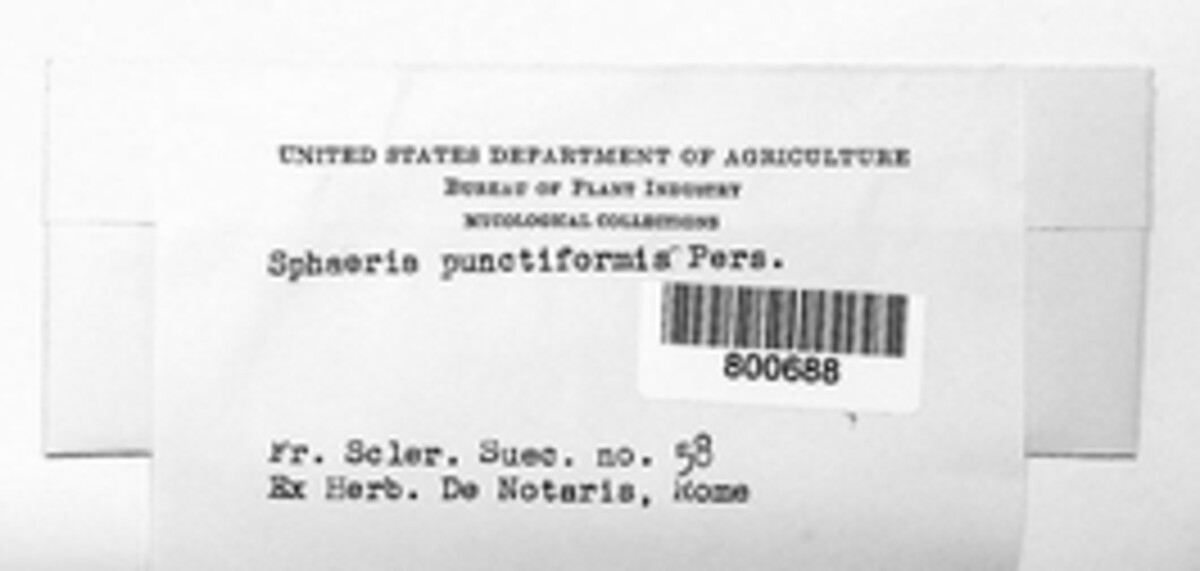 UNITED STATES DEPARTMENT OF AGRICULTURE
BUREAU OF PLANT INDUSTRY
MYCOLOGICAL COLLECTIONS
Sphaeria punctiformis Pers.
800688
Fr. Scler. Suec. no. 58
Ex Herb. De Notaris, Rome